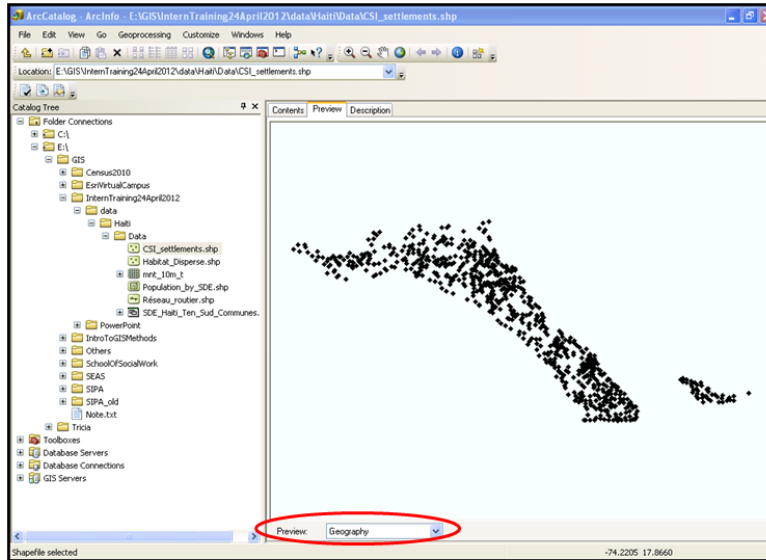 ArcCatalog - ArcInfo - E:\GIS\InternTraining24April2012\data\Haiti\Data\CSI_settlements.shp
File Edit View Go Geoprocessing Customize Windows Help
Location: E:\GIS\InternTraining24April2012\data\Haiti\Data\CSI_settlements.shp
Catalog Tree
Contents Preview Description
Folder Connections
C:\
E:\
GIS
Census2010
EsriVirtualCampus
InternTraining24April2012
data
Haiti
Data
CSI_settlements.shp
Habitat_Disperse.shp
mnt_10m_t
Population_by_SDE.shp
Réseau_routier.shp
SDE_Haiti_Ten_Sud_Communes.
PowerPoint
IntroToGISMethods
Others
SchoolOfSocialWork
SEAS
SIPA
SIPA_old
Note.txt
Tricia
Toolboxes
Database Servers
Database Connections
GIS Servers
Preview: Geography
Shapefile selected
-74.2205 17.8660